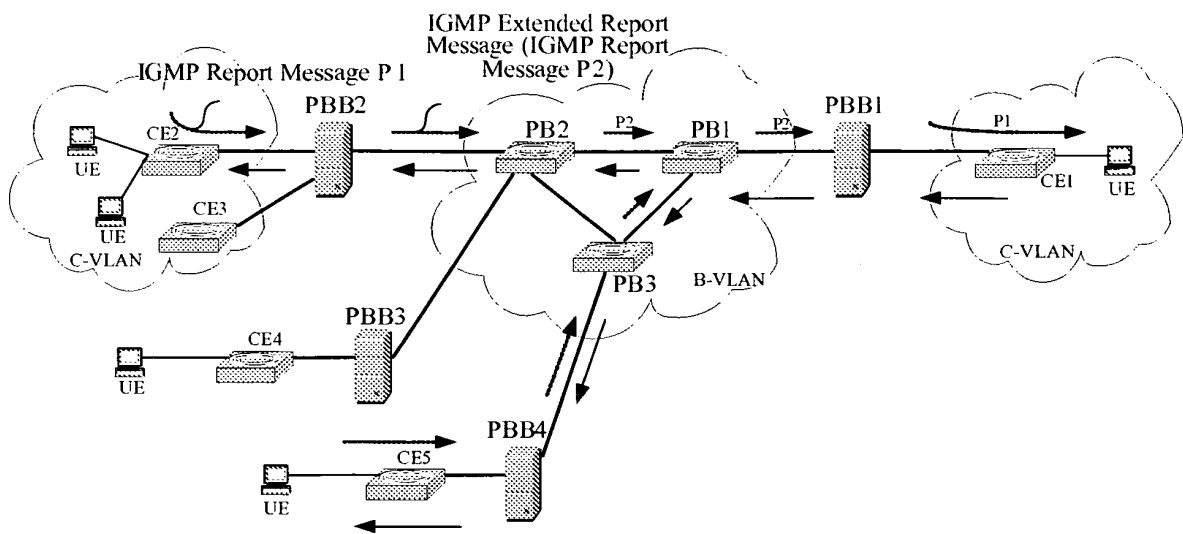 IGMP Extended Report
Message (IGMP Report
Message P2)
IGMP Report Message P1
PBB2
PBB1
CE2
PB2
P2
PB1
P2
P1
UE
CE1
UE
UE
CE3
C-VLAN
PB3
B-VLAN
C-VLAN
PBB3
CE4
UE
PBB4
CE5
UE